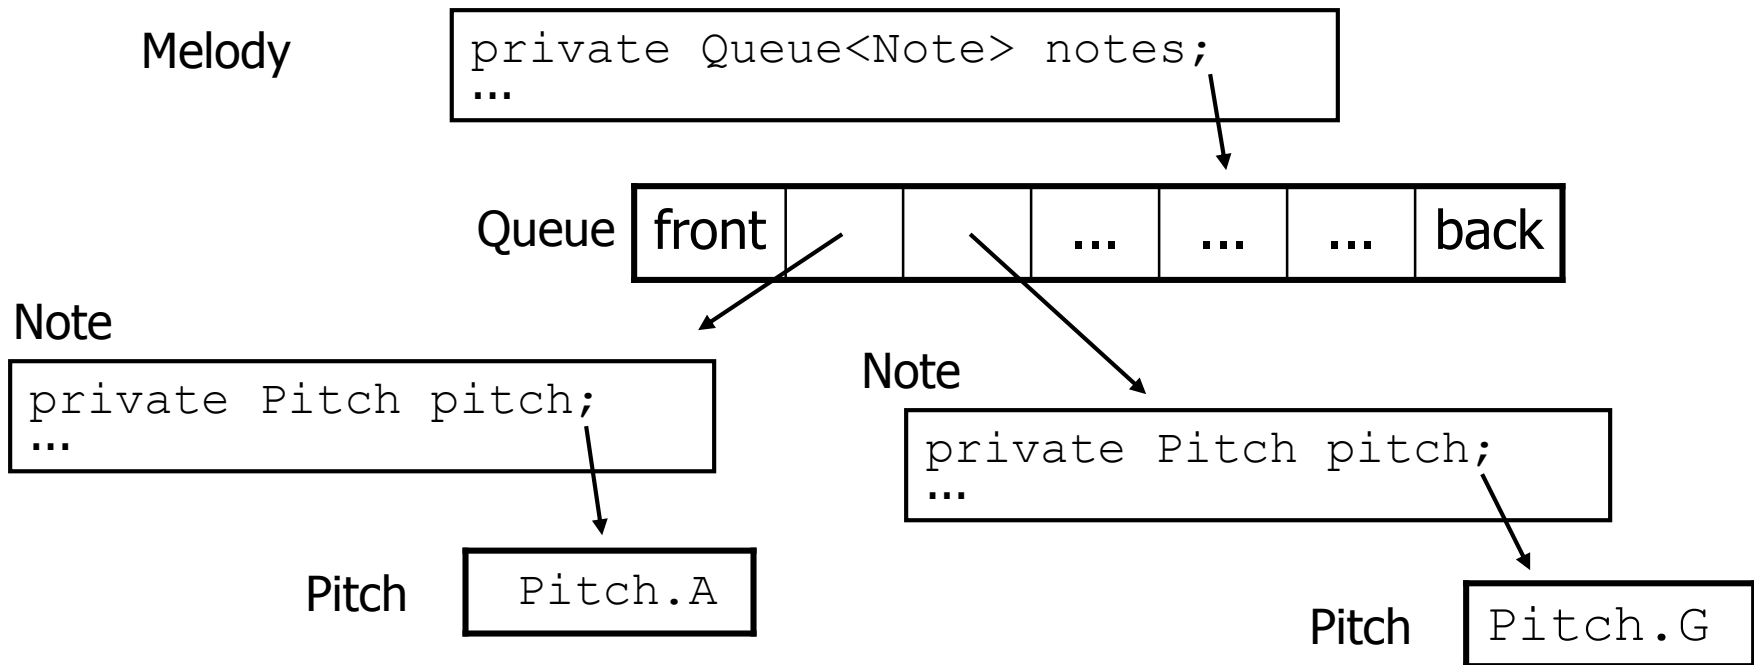 Melody
private Queue<Note> notes;
...
Queue
front ... ... ... back
Note
private Pitch pitch;
...
Note
private Pitch pitch;
...
Pitch
Pitch.A
Pitch
Pitch.G